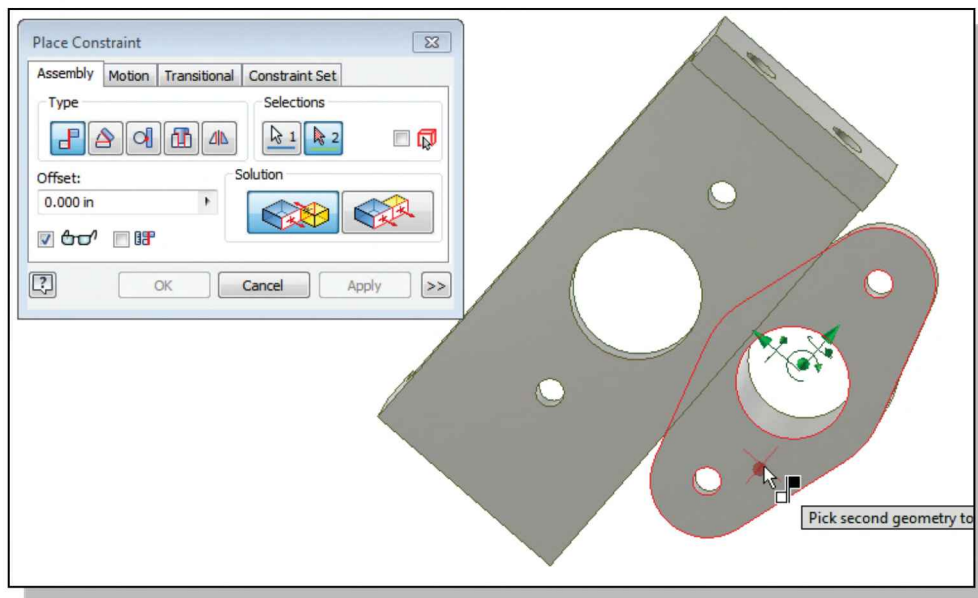 Place Constraint
Assembly Motion Transitional Constraint Set
Type
Selections
1 2
Offset:
Solution
0.000 in
?
OK Cancel Apply >>
Pick second geometry to